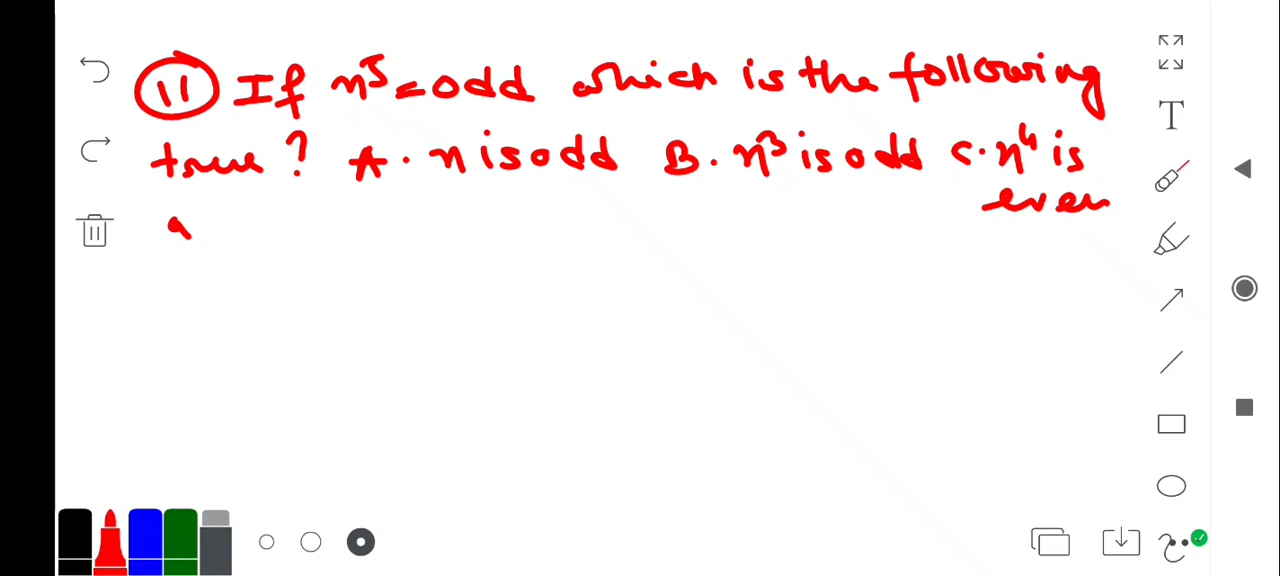 11 If n⁵ = odd which is the following
true? A. n is odd B. n³ is odd C. n⁴ is
even
T